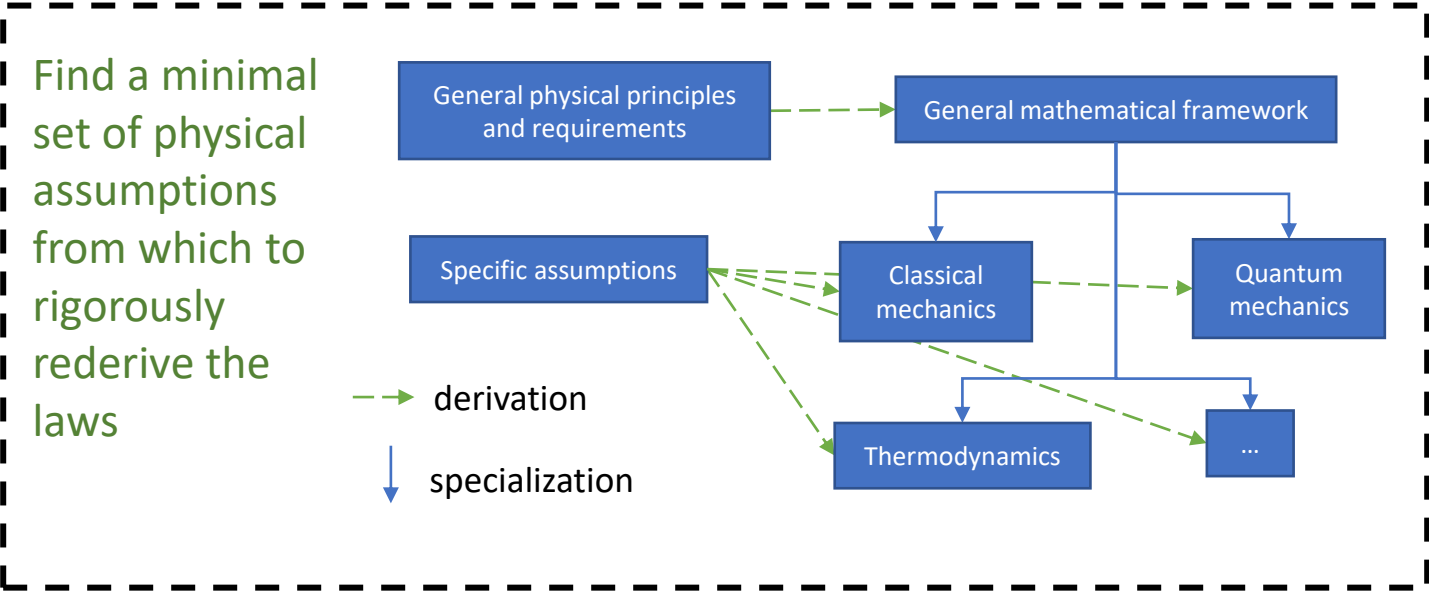 Find a minimal
set of physical
assumptions
from which to
rigorously
rederive the
laws
General physical principles
and requirements
General mathematical framework
Specific assumptions
Classical
mechanics
Quantum
mechanics
derivation
Thermodynamics
...
specialization